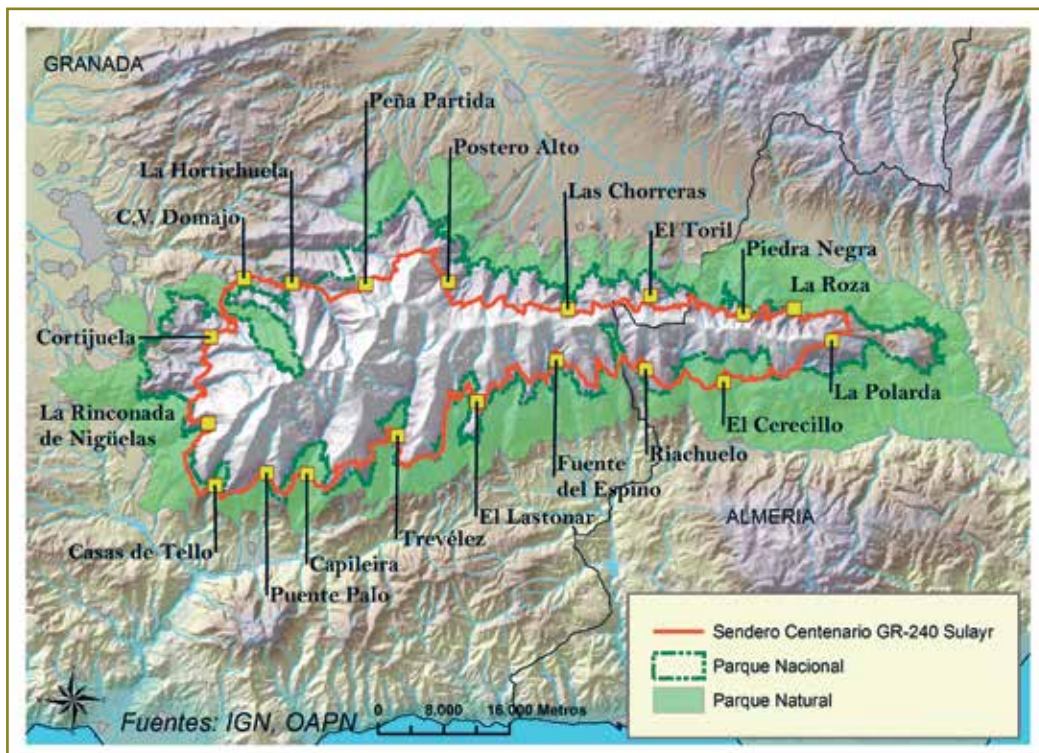 GRANADA
Peña Partida
Postero Alto
La Hortichuela
Las Chorreras
C.V. Domajo
El Toril
Piedra Negra
La Roza
Cortijuela
La Polarda
La Rinconada
de Nigüelas
El Cerecillo
Fuente
del Espino
Riachuelo
El Lastonar
ALMERIA
Trevélez
Casas de Tello
Capileira
Puente Palo
Sendero Centenario GR-240 Sulayr
Parque Nacional
Parque Natural
Fuentes: IGN, OAPN
0 8.000 16.000 Metros